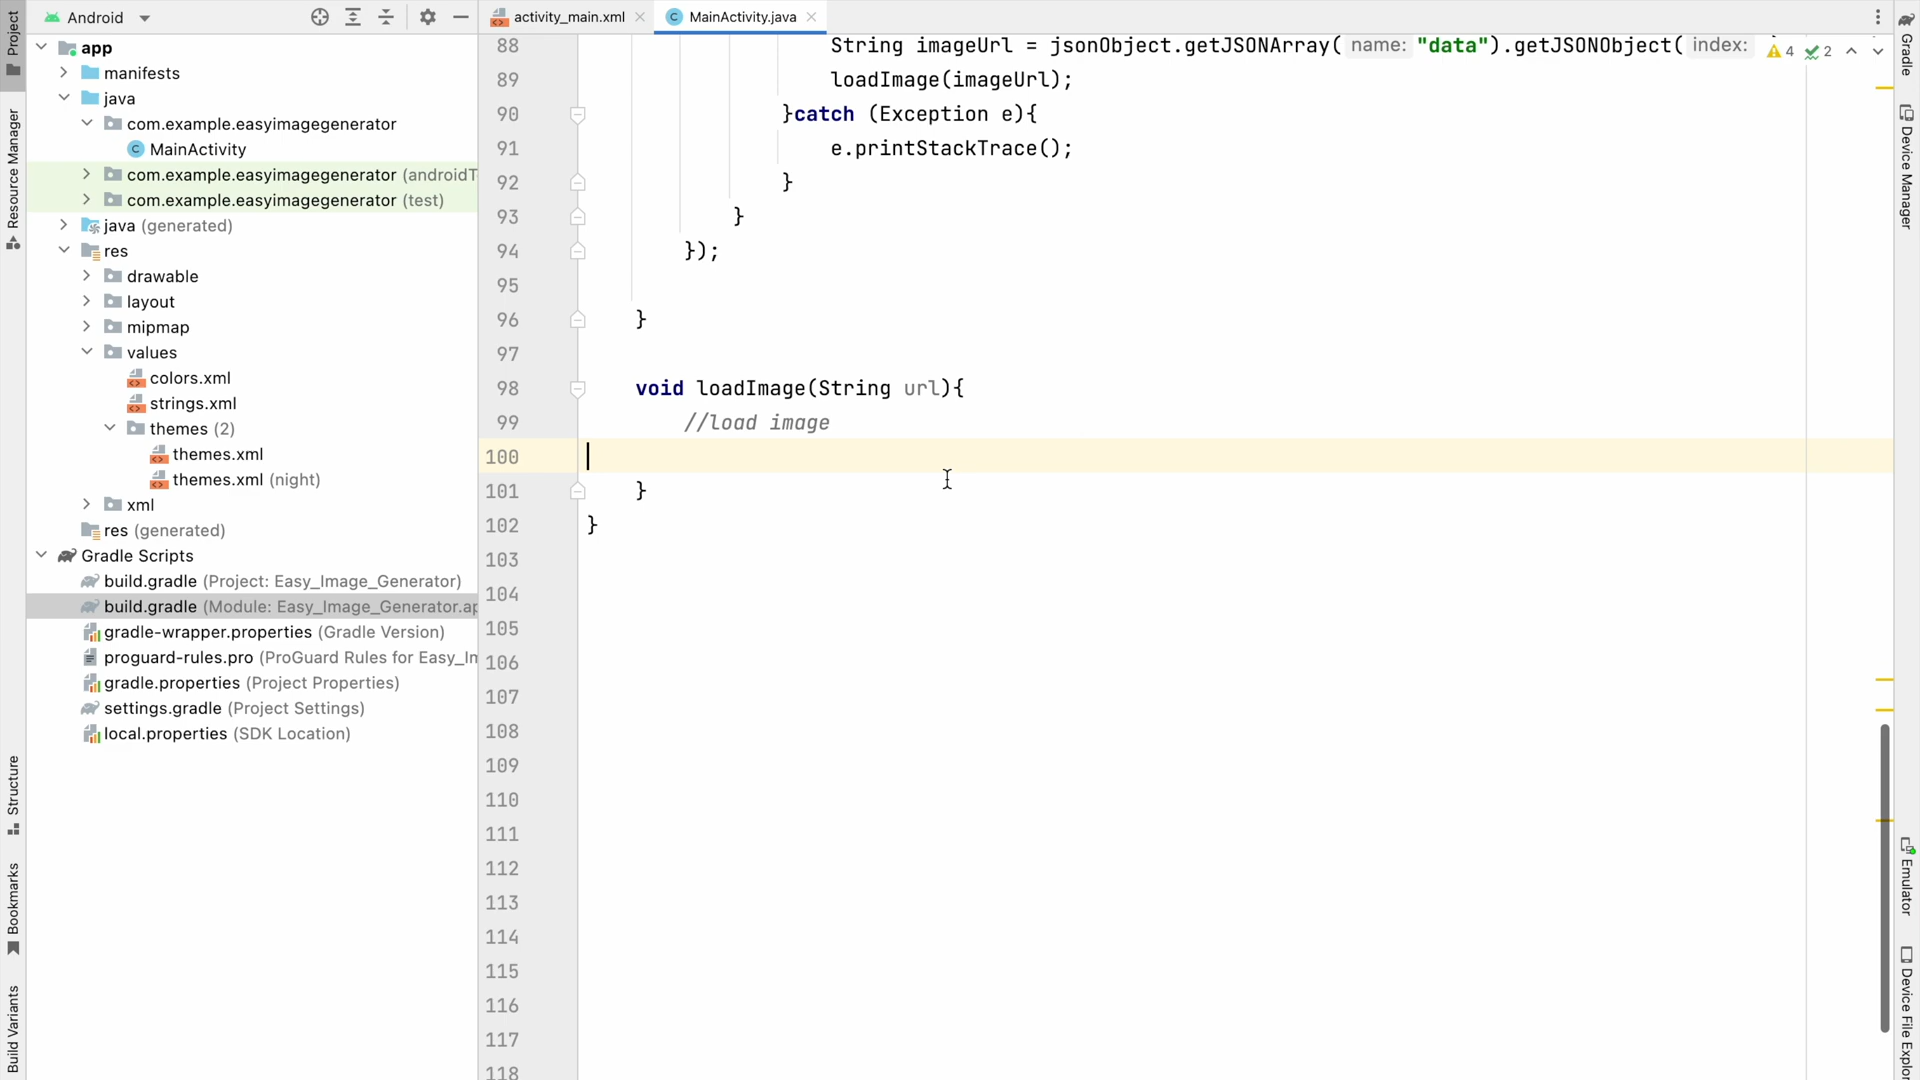 Android
activity_main.xml
MainActivity.java
Project
Resource Manager
Structure
Bookmarks
Build Variants
app
manifests
java
com.example.easyimagegenerator
MainActivity
com.example.easyimagegenerator (androidT
com.example.easyimagegenerator (test)
java (generated)
res
drawable
layout
mipmap
values
colors.xml
strings.xml
themes (2)
themes.xml
themes.xml (night)
xml
res (generated)
Gradle Scripts
build.gradle (Project: Easy_Image_Generator)
build.gradle (Module: Easy_Image_Generator.ap
gradle-wrapper.properties (Gradle Version)
proguard-rules.pro (ProGuard Rules for Easy_Im
gradle.properties (Project Properties)
settings.gradle (Project Settings)
local.properties (SDK Location)
88 String imageUrl = jsonObject.getJSONArray( name: "data").getJSONObject( index:
4 2
89 loadImage(imageUrl);
90 }catch (Exception e){
91 e.printStackTrace();
92 }
93 }
94 });
95
96 }
97
98 void loadImage(String url){
99 //load image
100
101 }
102 }
103
104
105
106
107
108
109
110
111
112
113
114
115
116
117
118
Gradle
Device Manager
Emulator
Device File Explor